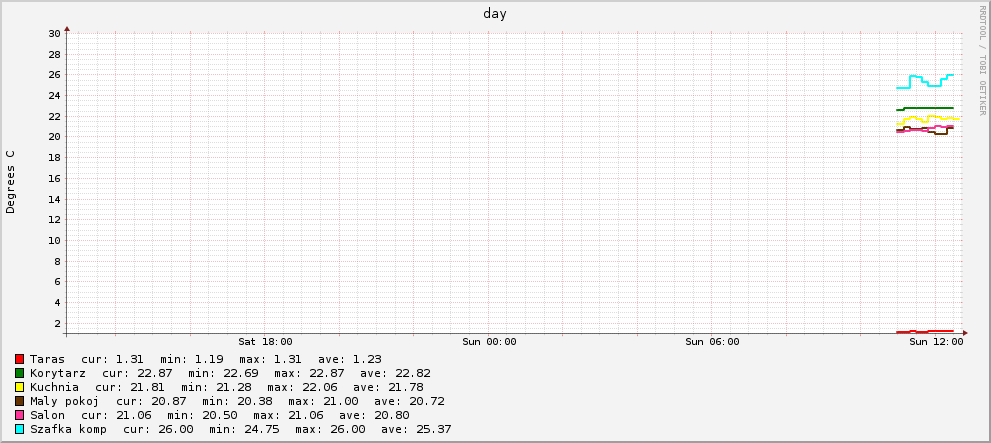 day
RRDTOOL / TOBI OETIKER
Degrees C
30
28
26
24
22
20
18
16
14
12
10
8
6
4
2
Sat 18:00 Sun 00:00 Sun 06:00 Sun 12:00
Taras cur: 1.31 min: 1.19 max: 1.31 ave: 1.23
Korytarz cur: 22.87 min: 22.69 max: 22.87 ave: 22.82
Kuchnia cur: 21.81 min: 21.28 max: 22.06 ave: 21.78
Maly pokoj cur: 20.87 min: 20.38 max: 21.00 ave: 20.72
Salon cur: 21.06 min: 20.50 max: 21.06 ave: 20.80
Szafka komp cur: 26.00 min: 24.75 max: 26.00 ave: 25.37